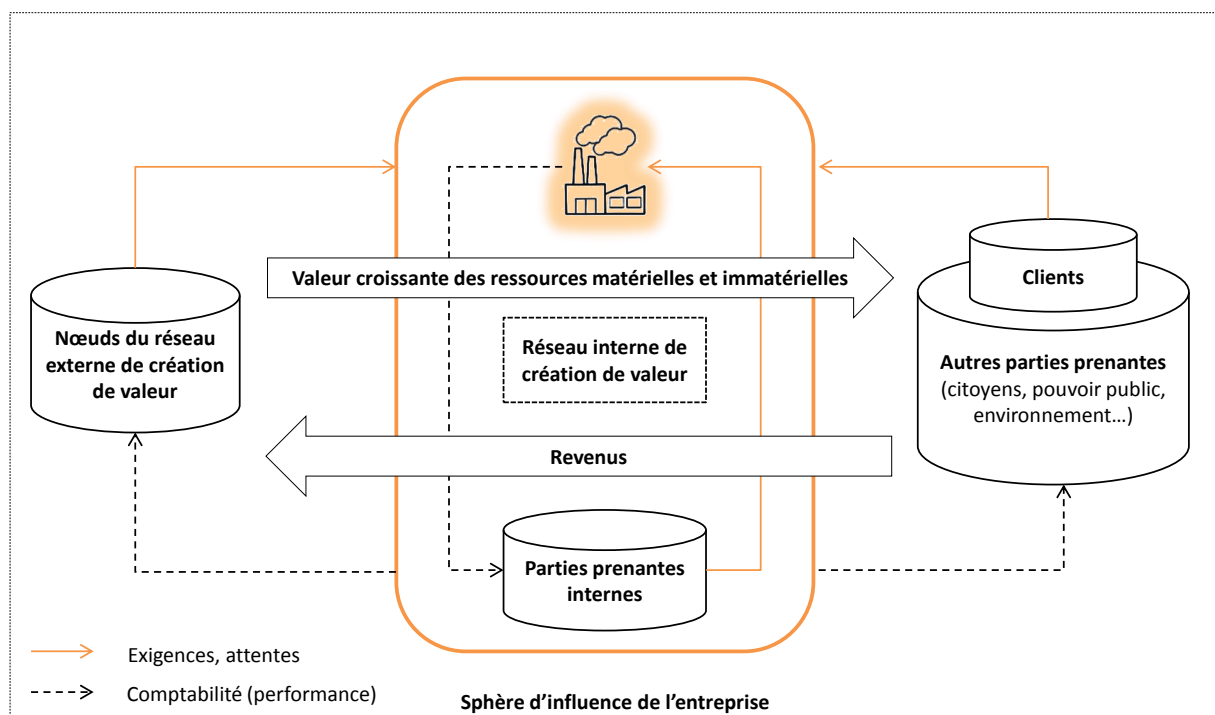 Valeur croissante des ressources matérielles et immatérielles
Clients
Nœuds du réseau
externe de création
de valeur
Réseau interne de
création de valeur
Autres parties prenantes
(citoyens, pouvoir public,
environnement…)
Revenus
Parties prenantes
internes
Exigences, attentes
Comptabilité (performance)
Sphère d’influence de l’entreprise